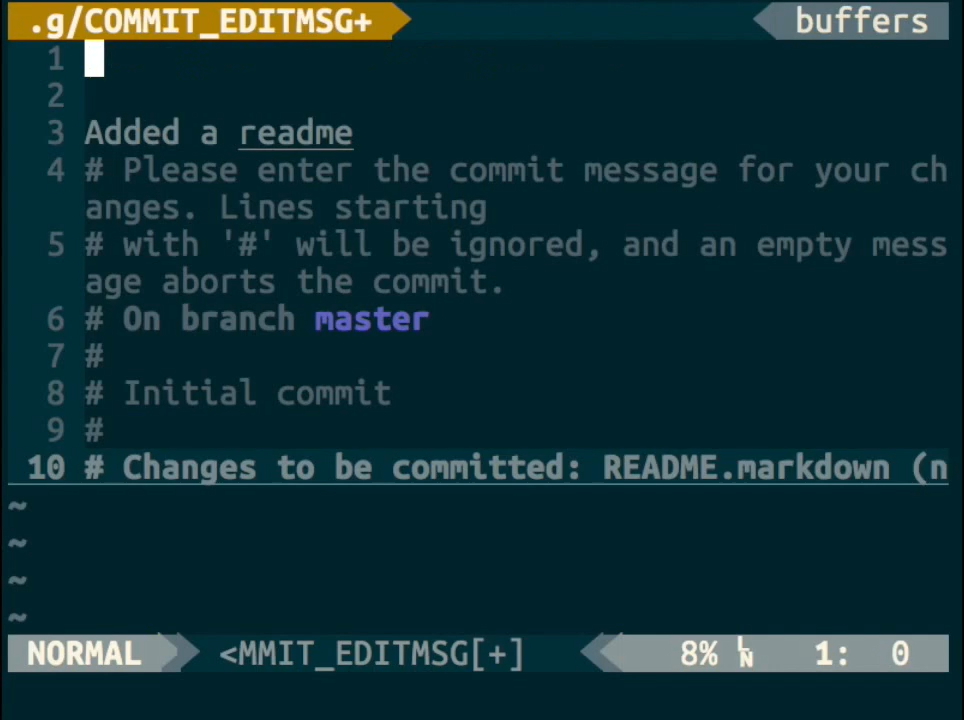 .g/COMMIT_EDITMSG+ buffers
1
2
3 Added a readme
4 # Please enter the commit message for your ch
anges. Lines starting
5 # with '#' will be ignored, and an empty mess
age aborts the commit.
6 # On branch master
7 #
8 # Initial commit
9 #
10 # Changes to be committed: README.markdown (n
~
~
~
~
NORMAL <MMIT_EDITMSG[+] 8% LN 1: 0